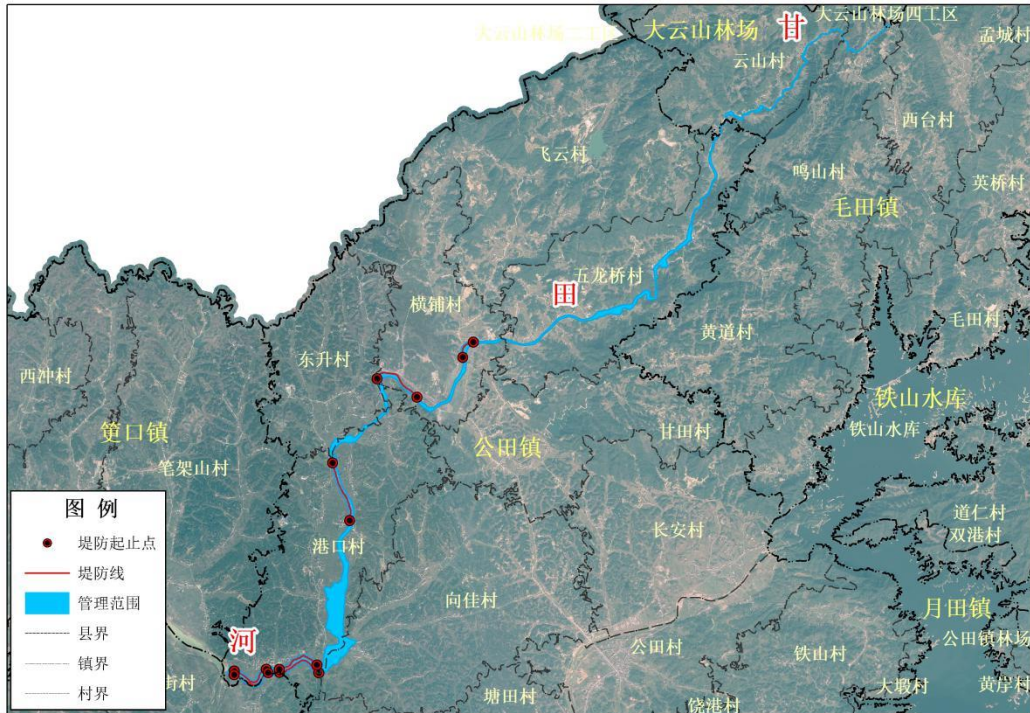 大云山林场二工区
大云山林场
甘
大云山林场四工区
孟城村
云山村
西台村
飞云村
鸣山村
英桥村
毛田镇
五龙桥村
田
横铺村
毛田村
黄道村
东升村
西冲村
铁山水库
铁山水库
筻口镇
公田镇
甘田村
笔架山村
图 例
堤防起止点
堤防线
管理范围
县界
镇界
村界
道仁村
双港村
长安村
港口村
向佳村
月田镇
河
公田村
铁山村
公田镇林场
街村
塘田村
饶港村
大塅村
黄岸村